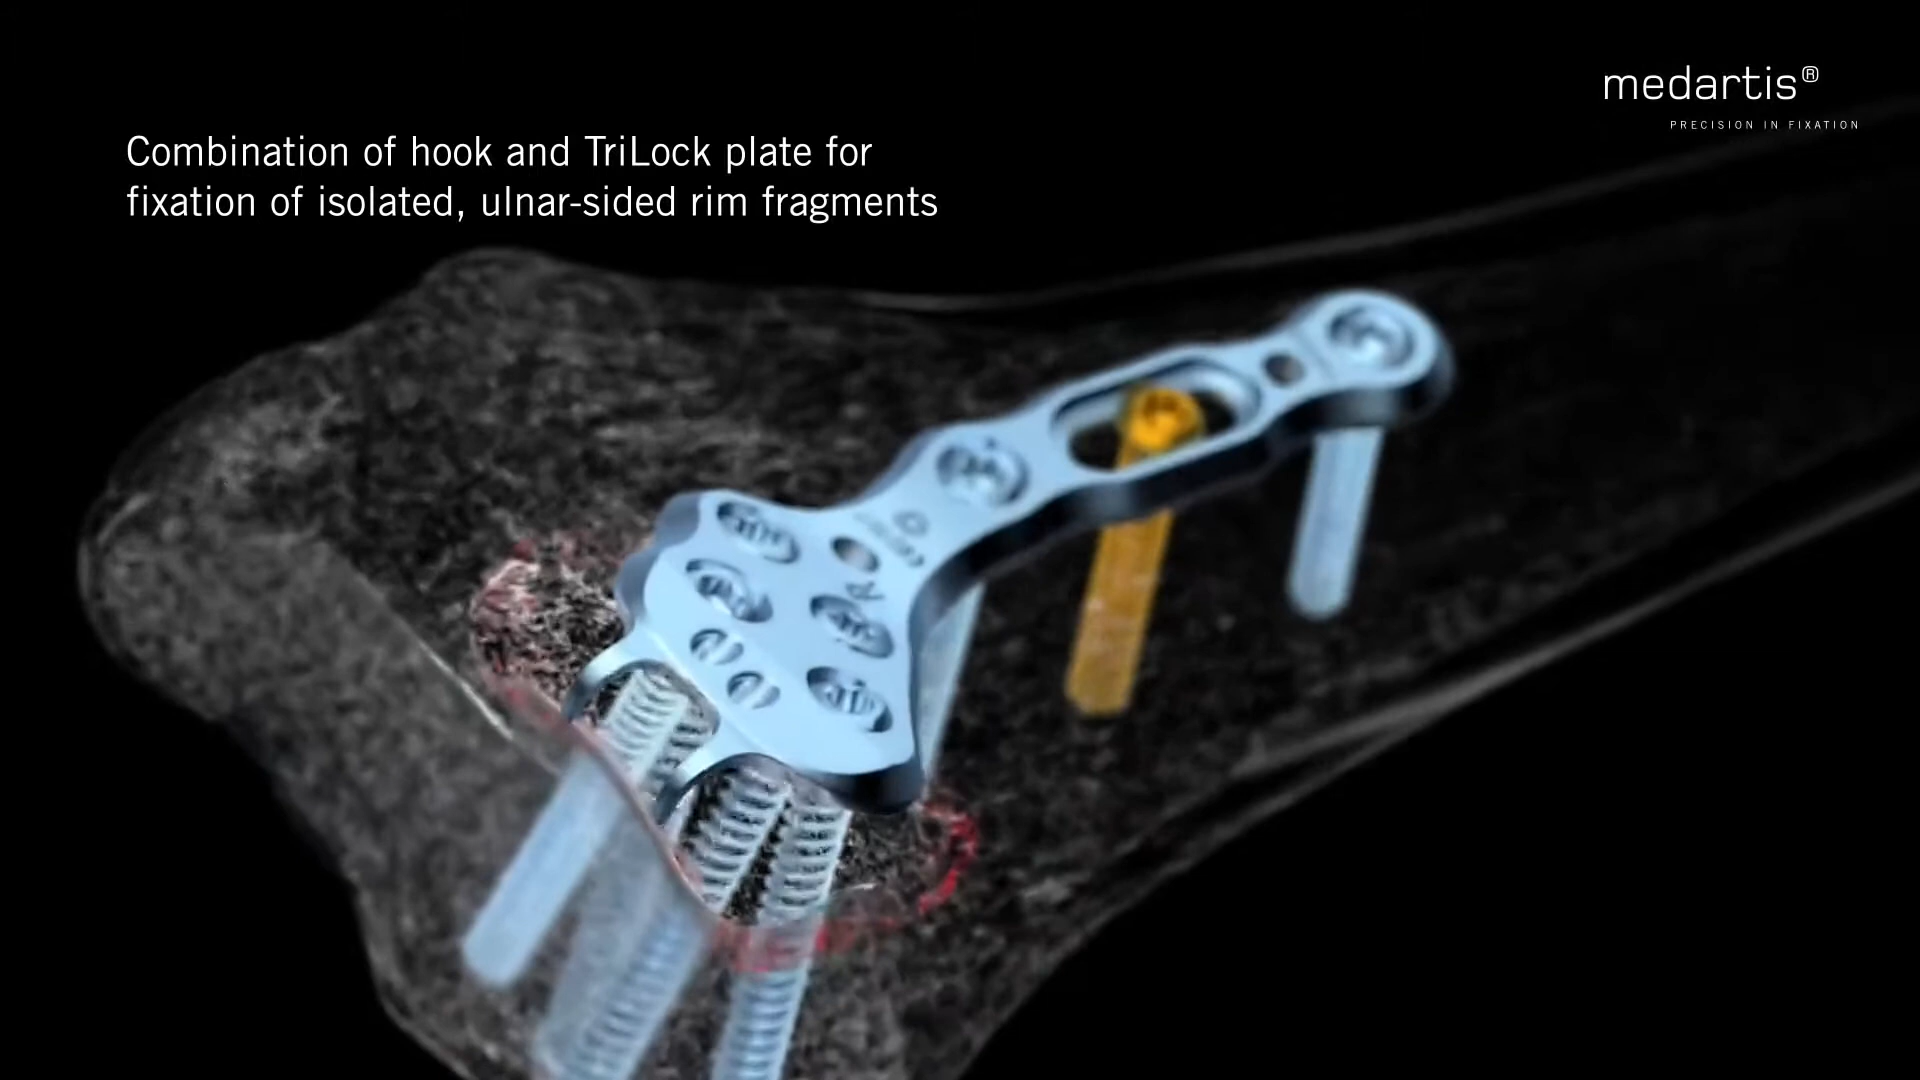 medartis®
PRECISION IN FIXATION
Combination of hook and TriLock plate for
fixation of isolated, ulnar-sided rim fragments
R